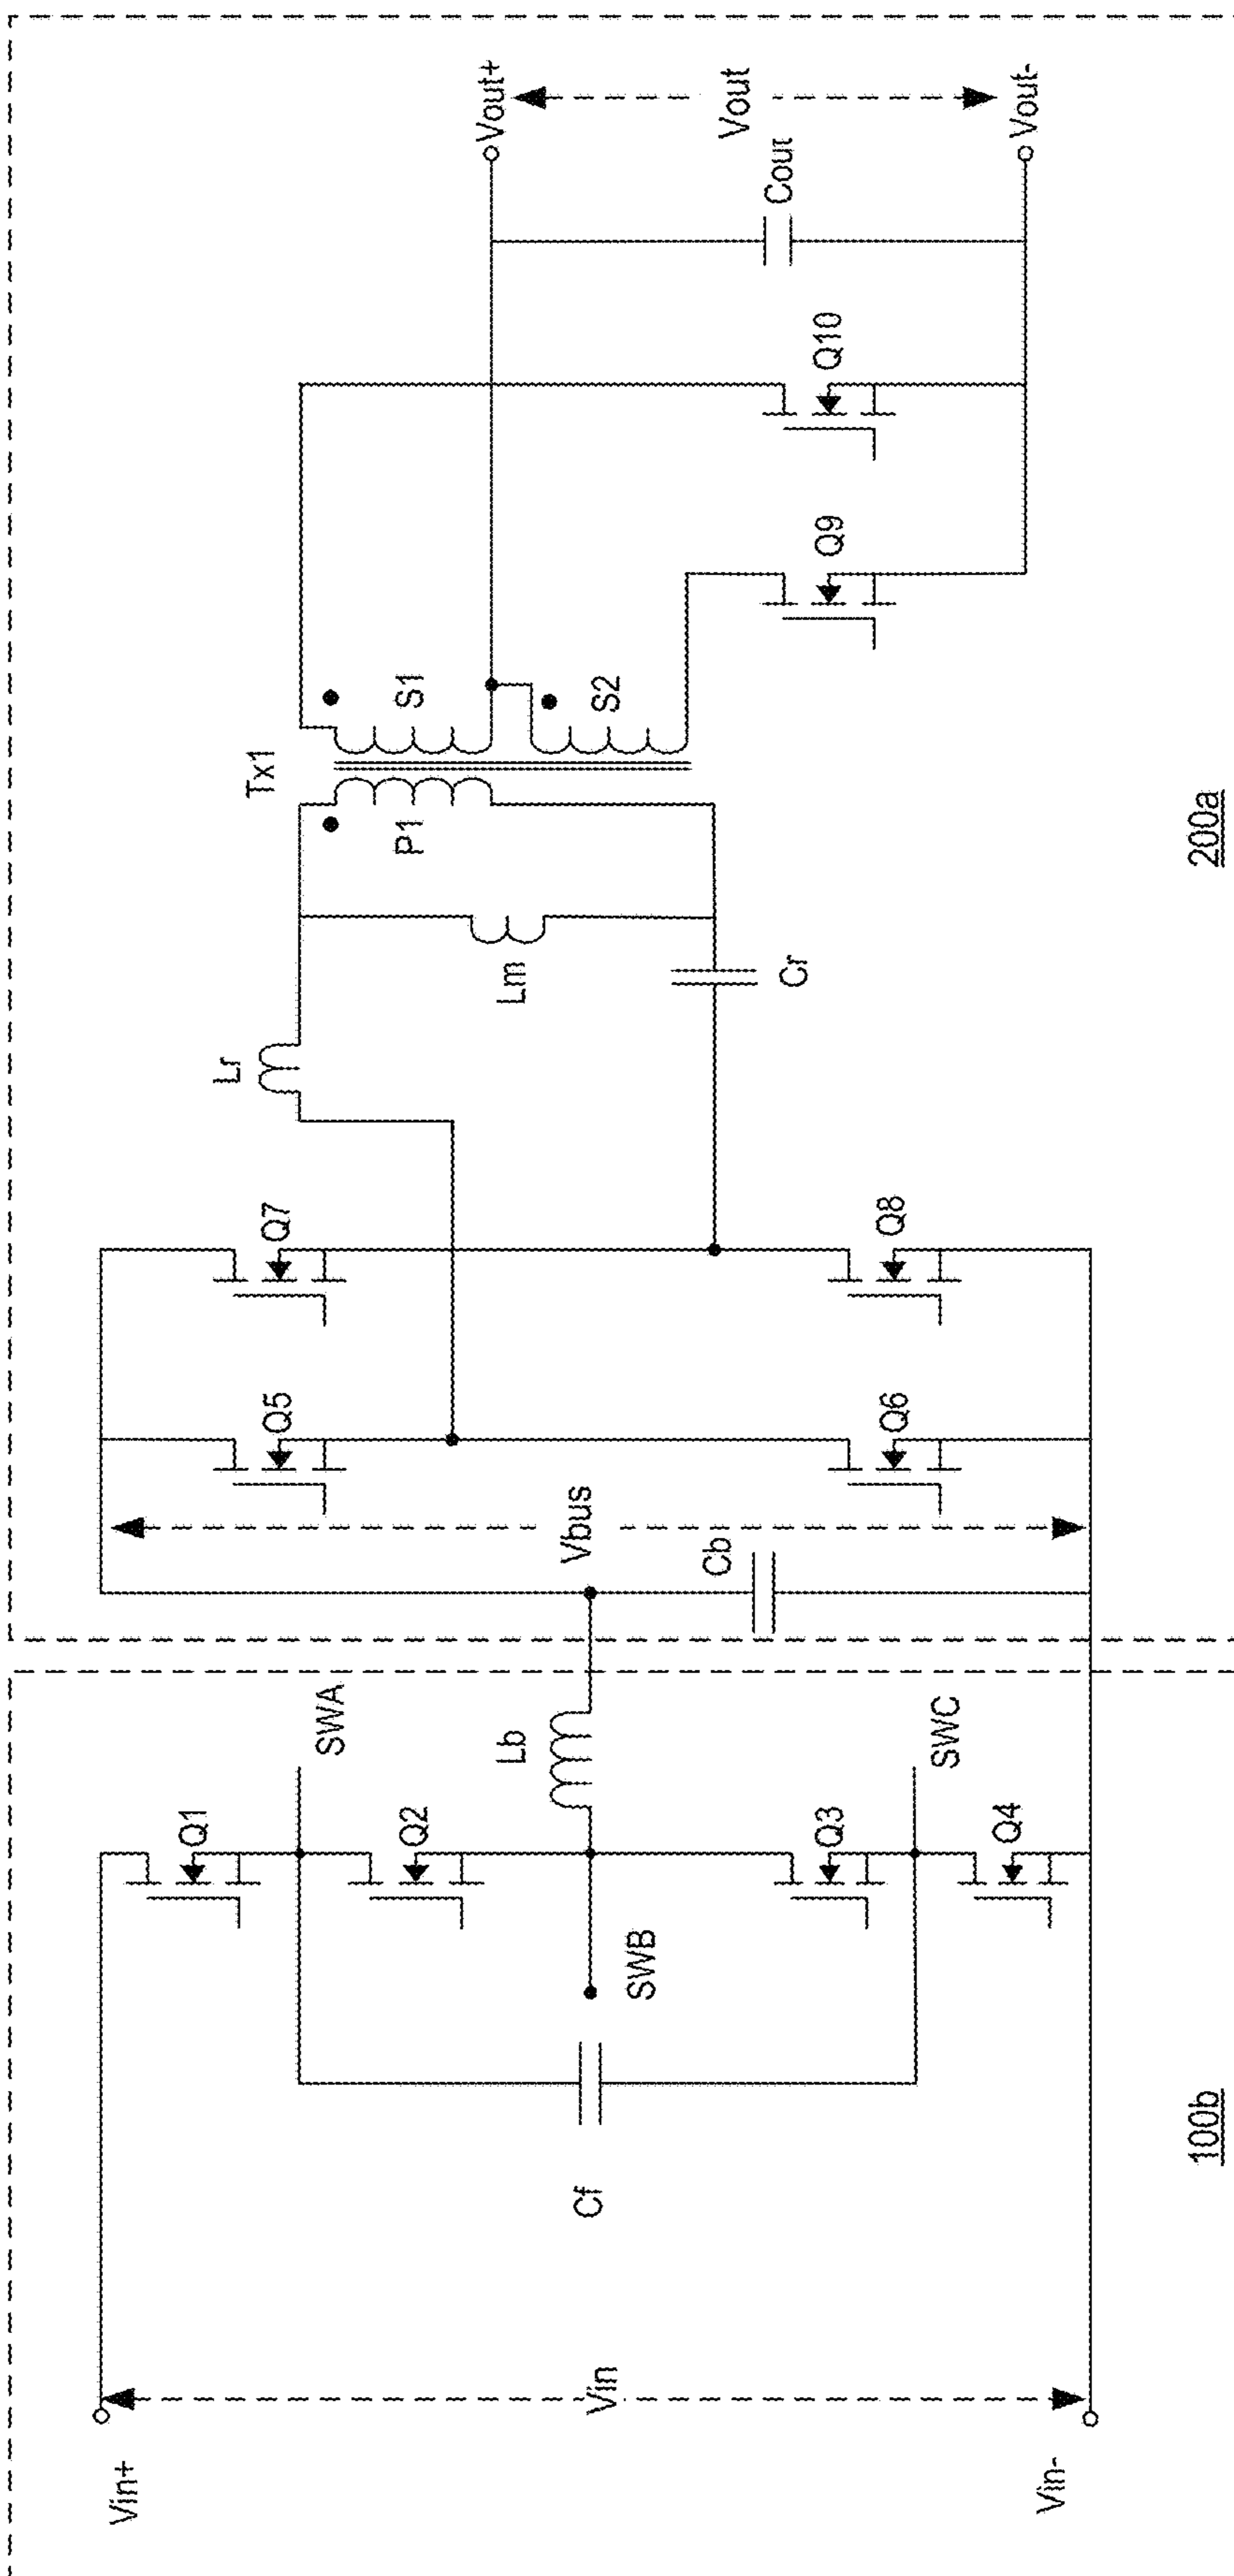 Vin+
Vin
Vin-
Cf
SWB
Q1
Q2
Q3
Q4
SWA
Lb
SWC
100b
Cb
Vbus
Q5
Q6
Q7
Q8
Lr
Lm
Cr
P1
Tx1
S1
S2
Q9
Q10
Cout
Vout+
Vout
Vout-
200a